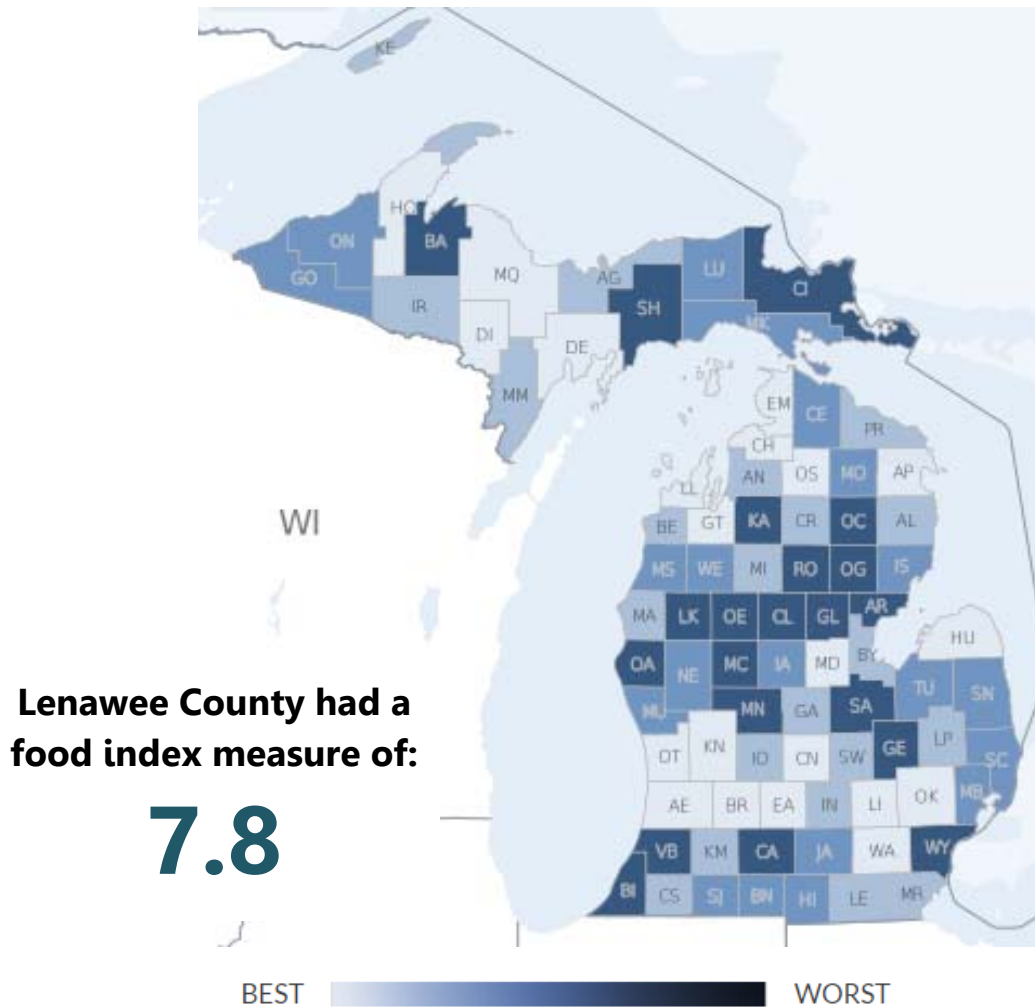 KE
HO
ON
BA
GO
MQ
AG
LU
CI
IR
SH
DI
DE
MK
MM
EM
CE
PR
CH
AN
OS
MO
AP
LL
WI
BE
GT
KA
CR
OC
AL
MS
WE
MI
RO
OG
IS
MA
LK
OE
CL
GL
AR
HU
OA
NE
MC
IA
MD
BY
TU
SN
Lenawee County had a
food index measure of:
7.8
MU
MN
GA
SA
OT
KN
IO
CN
SW
GE
LP
SC
AE
BR
EA
IN
LI
OK
MB
VB
KM
CA
JA
WA
WY
BI
CS
SJ
BN
HI
LE
MR
BEST
WORST